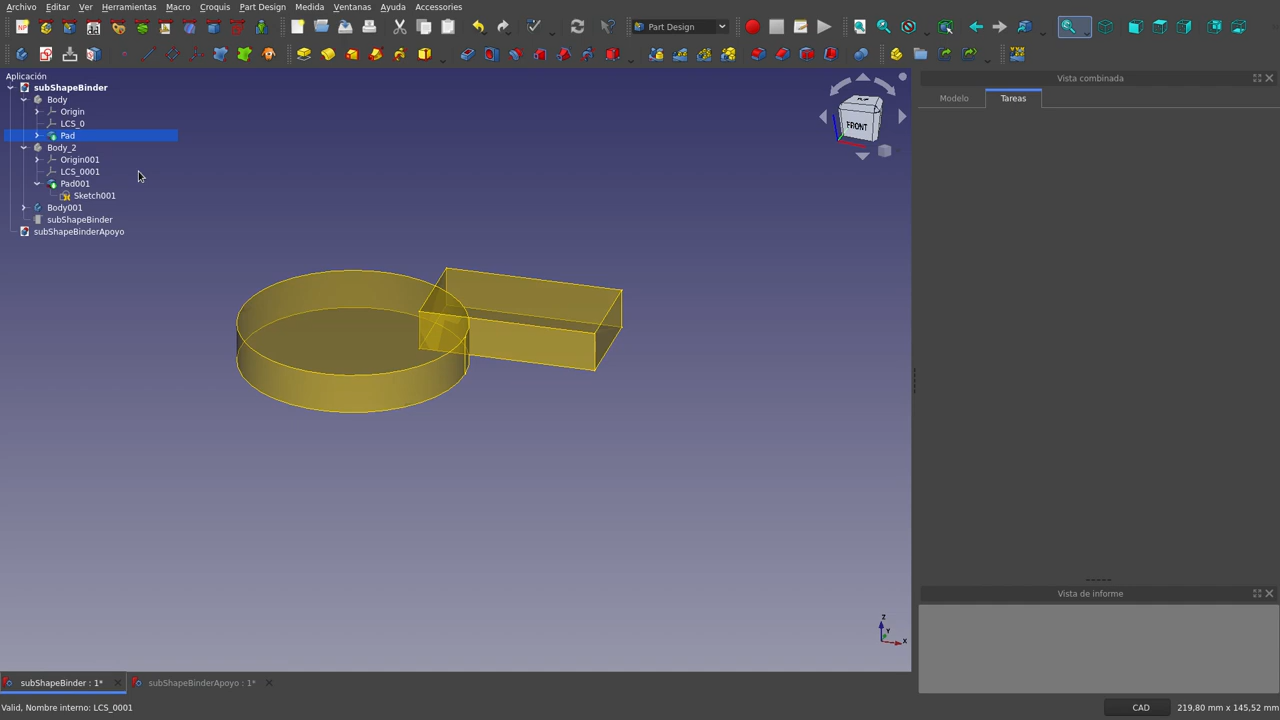 Archivo Editar Ver Herramientas Macro Croquis Part Design Medida Ventanas Ayuda Accessories
Part Design
Aplicación
subShapeBinder
Body
Origin
LCS_0
Pad
Body_2
Origin001
LCS_0001
Pad001
Sketch001
Body001
subShapeBinder
subShapeBinderApoyo
FRONT
Vista combinada
Modelo Tareas
Vista de informe
Z
Y
X
subShapeBinder : 1* subShapeBinderApoyo : 1*
Valid, Nombre interno: LCS_0001
CAD 219,80 mm x 145,52 mm